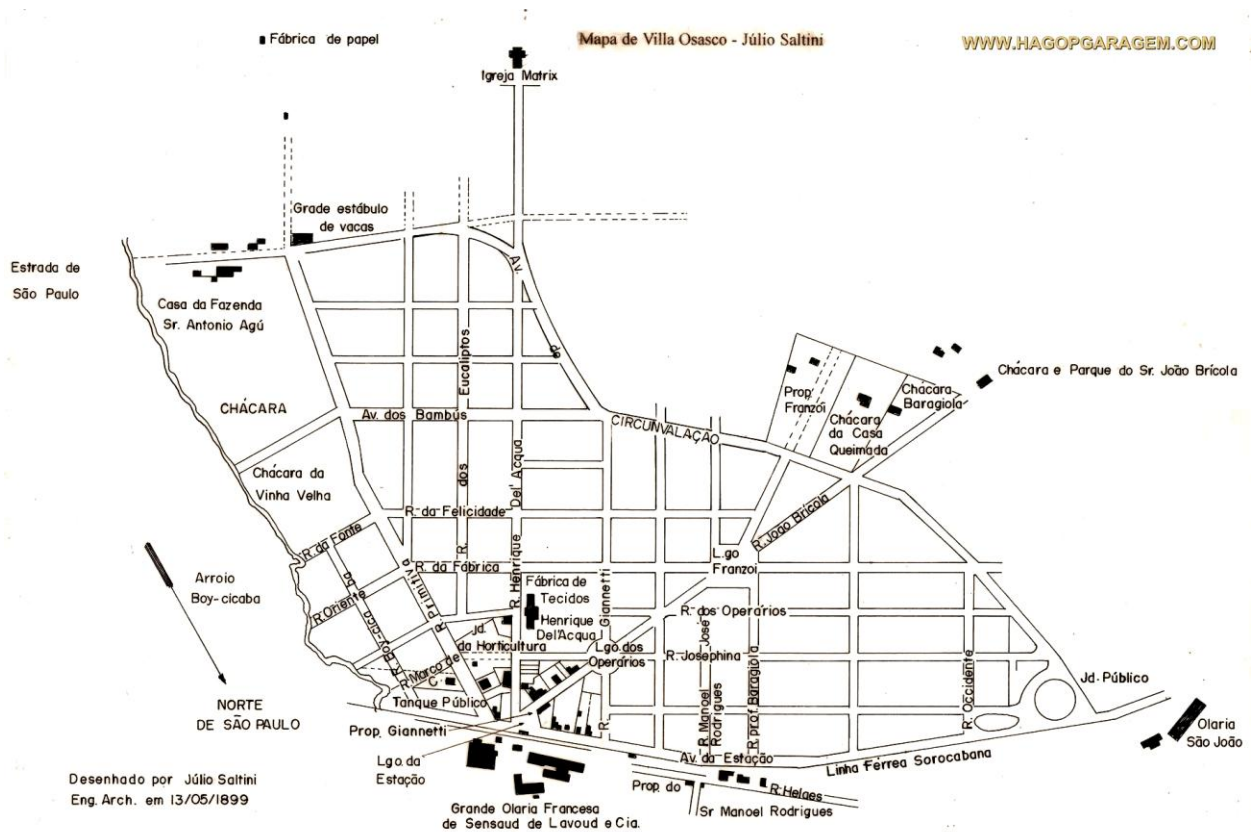 Fábrica de papel
Mapa de Villa Osasco - Júlio Saltini
WWW.HAGOPGARAGEM.COM
Igreja Matrix
Grade estábulo
de vacas
Estrada de
São Paulo
Casa da Fazenda
Sr. Antonio Agú
Av.
de
CIRCUNVALAÇÃO
R. dos Eucaliptos
Prop.
Franzói
Chácara
da Casa
Queimada
Chácara
Baragiola
Chácara e Parque do Sr. João Brícola
CHÁCARA
Av. dos Bambús
Chácara da
Vinha Velha
R. Henrique Del'Acqua
R. da Felicidade
R. João Brícola
R. da Fonte
L.go
Franzoi
R. da Fábrica
Arroio
Boy-cicaba
R. Oriente
R. Boy-cica ba
R. Primitiva
Fábrica de
Tecidos
Henrique
Del'Acqua
R. Giannetti
R. dos Operários
Jd.
da Horticultura
Lgo. dos
Operários
R. Josephina
R. Manoel José
Rodrigues
R. prof. Baragiola
R. Occidente
R. Marco de
C.
Tanque Público
Jd. Público
NORTE
DE SÃO PAULO
Prop. Giannetti
Lgo. da
Estação
Av. da Estação
Linha Férrea Sorocabana
Olaria
São João
Desenhado por Júlio Saltini
Eng. Arch. em 13/05/1899
Prop. do
Sr Manoel Rodrigues
R. Helaes
Grande Olaria Francesa
de Sensaud de Lavoud e Cia.